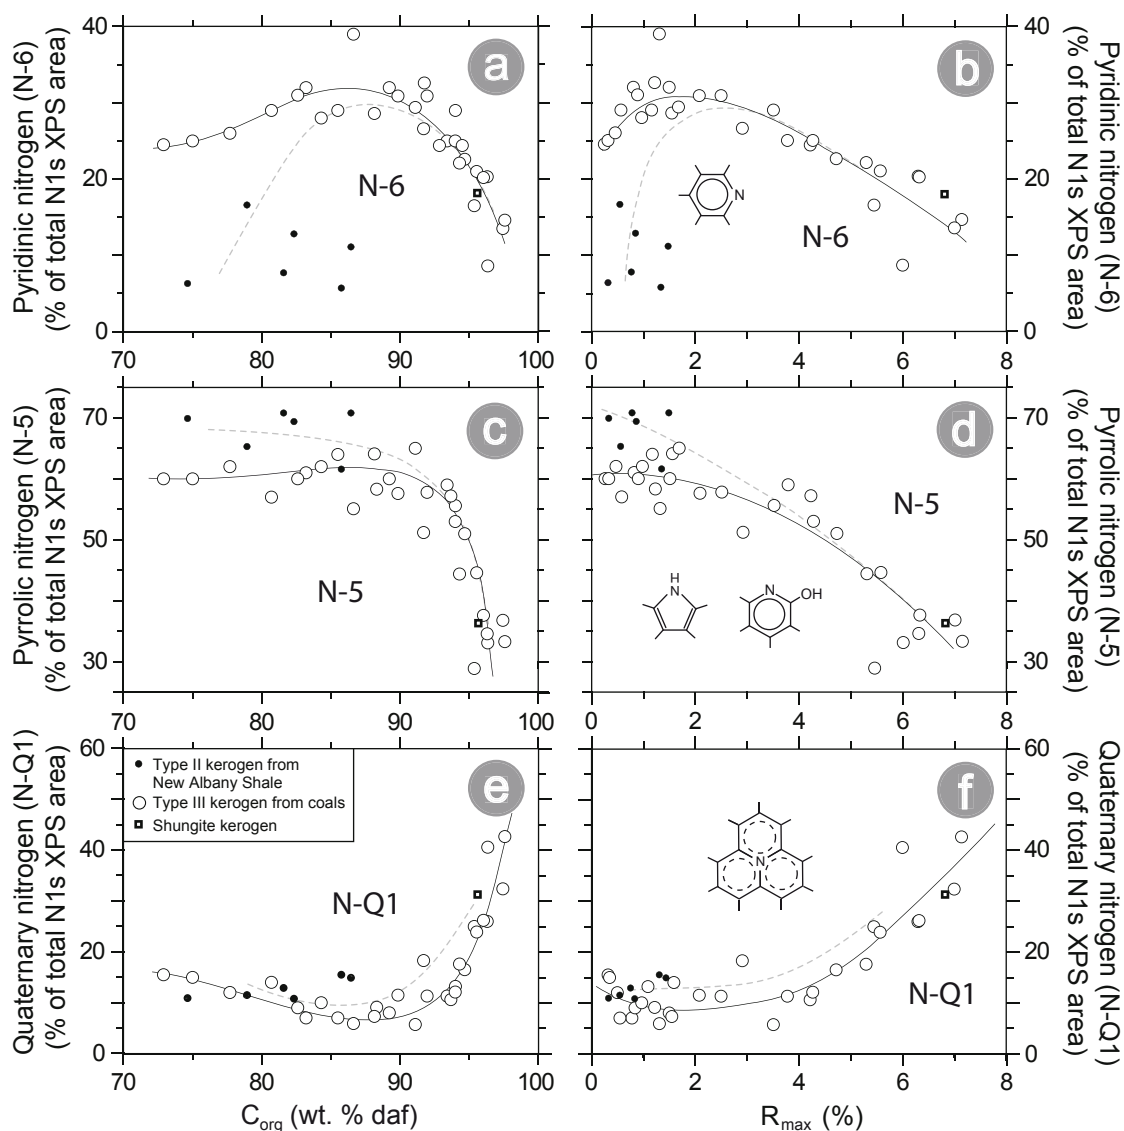 Pyridinic nitrogen (N-6)
(% of total N1s XPS area)
40
20
0
a
N-6
70 80 90 100
b
N
N-6
0 2 4 6 8
40
20
0
Pyridinic nitrogen (N-6)
(% of total N1s XPS area)
Pyrrolic nitrogen (N-5)
(% of total N1s XPS area)
70
50
30
c
N-5
70 80 90 100
d
N-5
H
N
N
OH
0 2 4 6 8
70
50
30
Pyrrolic nitrogen (N-5)
(% of total N1s XPS area)
Quaternary nitrogen (N-Q1)
(% of total N1s XPS area)
60
40
20
0
Type II kerogen from
New Albany Shale
Type III kerogen from coals
Shungite kerogen
e
N-Q1
70 80 90 100
Corg (wt. % daf)
f
N
N-Q1
0 2 4 6 8
Rmax (%)
60
40
20
0
Quaternary nitrogen (N-Q1)
(% of total N1s XPS area)